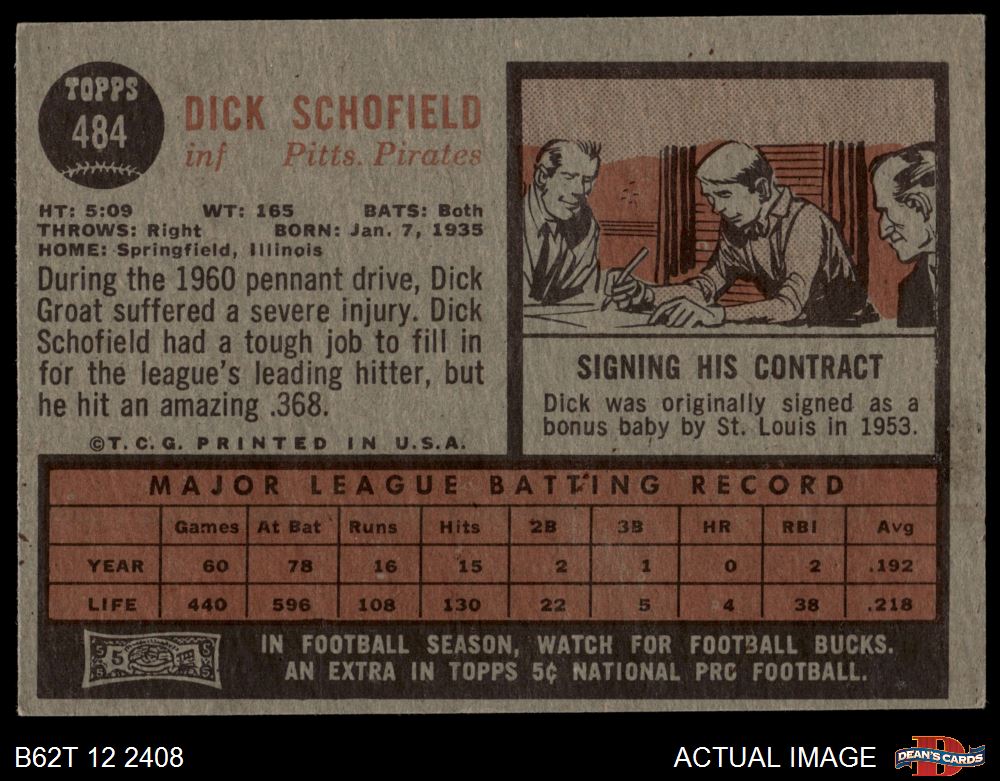 TOPPS
484
DICK SCHOFIELD
inf Pitts. Pirates
HT: 5:09 WT: 165 BATS: Both
THROWS: Right BORN: Jan. 7, 1935
HOME: Springfield, Illinois
During the 1960 pennant drive, Dick
Groat suffered a severe injury. Dick
Schofield had a tough job to fill in
for the league's leading hitter, but
he hit an amazing .368.
©T. C. G. PRINTED IN U.S.A.
SIGNING HIS CONTRACT
Dick was originally signed as a
bonus baby by St. Louis in 1953.
MAJOR LEAGUE BATTING RECORD
Games At Bat Runs Hits 2B 3B HR RBI Avg
YEAR 60 78 16 15 2 1 0 2 .192
LIFE 440 596 108 130 22 5 4 38 .218
5
IN FOOTBALL SEASON, WATCH FOR FOOTBALL BUCKS.
AN EXTRA IN TOPPS 5¢ NATIONAL PRO FOOTBALL.
B62T 12 2408
ACTUAL IMAGE
DEAN'S CARDS